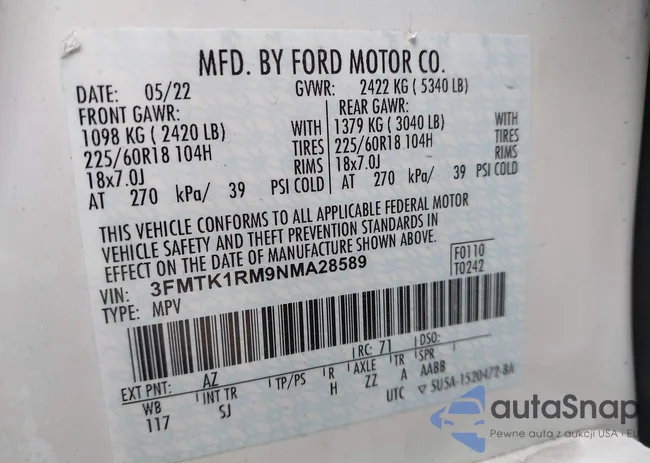 MFD. BY FORD MOTOR CO.
DATE: 05/22 GVWR: 2422 KG ( 5340 LB)
FRONT GAWR: REAR GAWR:
1098 KG ( 2420 LB) WITH 1379 KG ( 3040 LB) WITH
225/60R18 104H TIRES 225/60R18 104H TIRES
18x7.0J RIMS 18x7.0J RIMS
AT 270 kPa/ 39 PSI COLD AT 270 kPa/ 39 PSI COLD
THIS VEHICLE CONFORMS TO ALL APPLICABLE FEDERAL MOTOR
VEHICLE SAFETY AND THEFT PREVENTION STANDARDS IN
EFFECT ON THE DATE OF MANUFACTURE SHOWN ABOVE.
F0110
VIN: 3FMTK1RM9NMA28589 T0242
TYPE: MPV
RC: 71 DSO:
EXT PNT: AZ
WB INT TR TP/PS R AXLE TR SPR
117 SJ H ZZ A AABB
UTC 5U5A-1520472-BA
autaSnap
Pewne auta z aukcji USA i EU